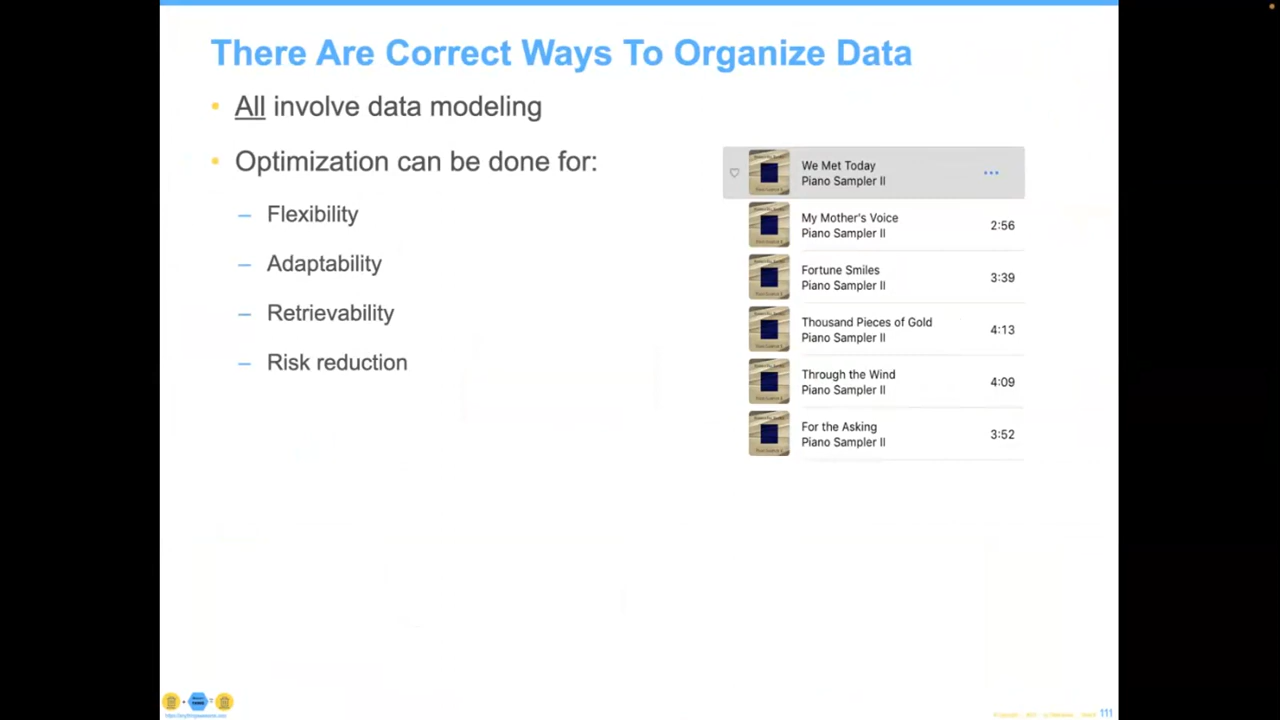 There Are Correct Ways To Organize Data
• All involve data modeling
• Optimization can be done for:
– Flexibility
– Adaptability
– Retrievability
– Risk reduction
We Met Today
Piano Sampler II
My Mother's Voice
Piano Sampler II
2:56
Fortune Smiles
Piano Sampler II
3:39
Thousand Pieces of Gold
Piano Sampler II
4:13
Through the Wind
Piano Sampler II
4:09
For the Asking
Piano Sampler II
3:52
111